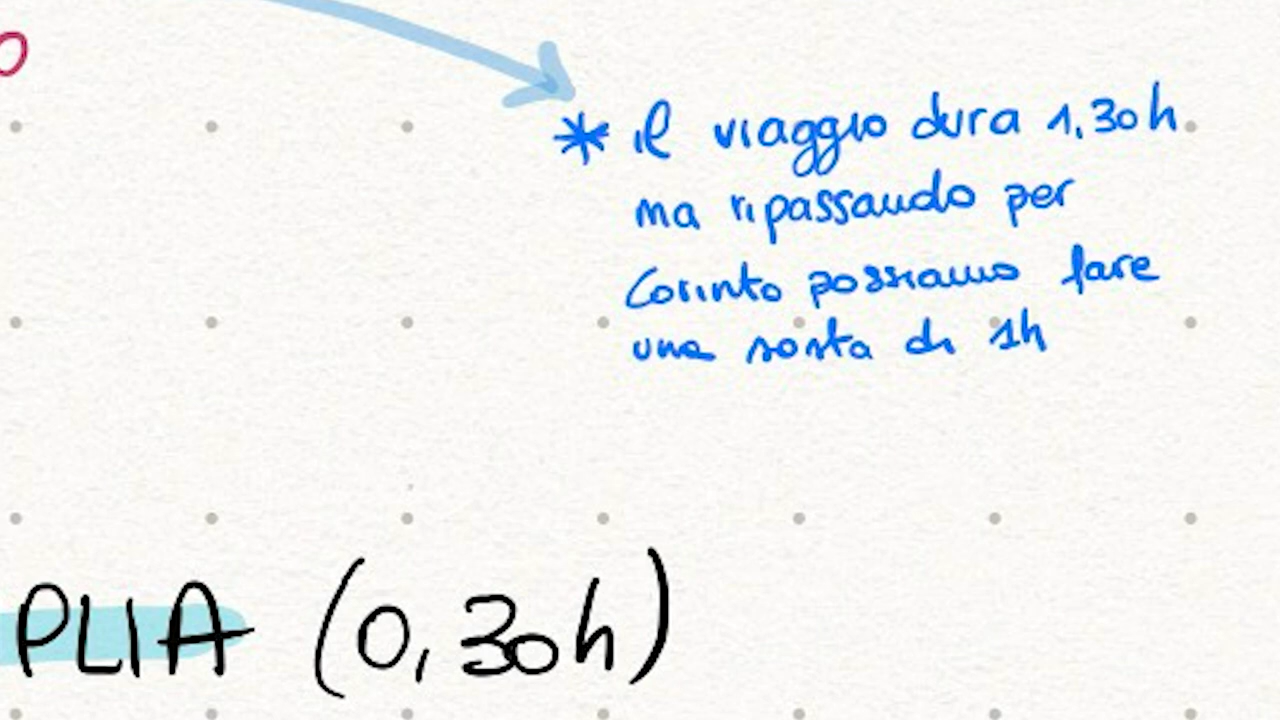 o
* il viaggio dura 1,30h
ma ripassando per
Corinto possiamo fare
una sosta di 1h
PLIA (0,30h)